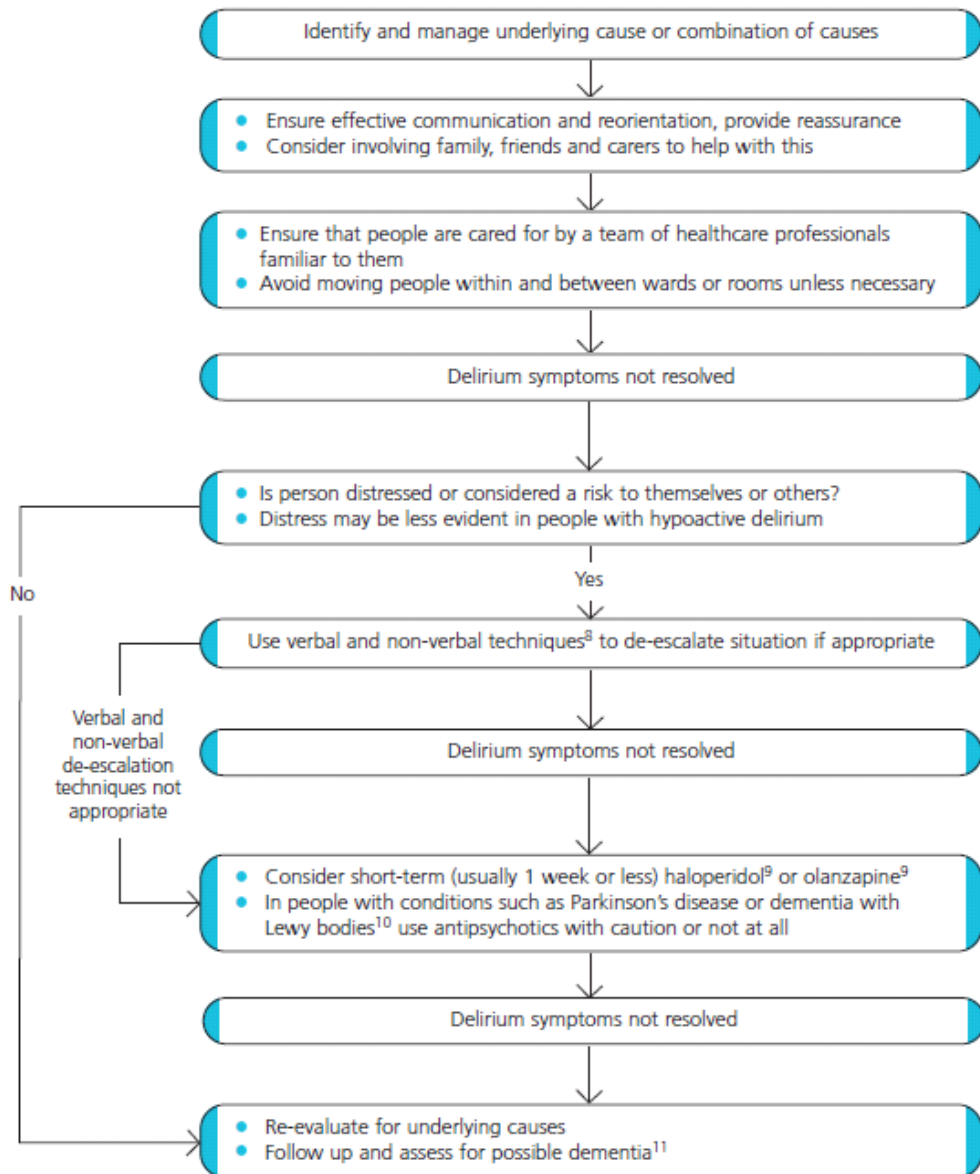 Identify and manage underlying cause or combination of causes
● Ensure effective communication and reorientation, provide reassurance
● Consider involving family, friends and carers to help with this
● Ensure that people are cared for by a team of healthcare professionals
familiar to them
● Avoid moving people within and between wards or rooms unless necessary
Delirium symptoms not resolved
● Is person distressed or considered a risk to themselves or others?
● Distress may be less evident in people with hypoactive delirium
No
Yes
Use verbal and non-verbal techniques⁸ to de-escalate situation if appropriate
Verbal and
non-verbal
de-escalation
techniques not
appropriate
Delirium symptoms not resolved
● Consider short-term (usually 1 week or less) haloperidol⁹ or olanzapine⁹
● In people with conditions such as Parkinson's disease or dementia with
Lewy bodies¹⁰ use antipsychotics with caution or not at all
Delirium symptoms not resolved
● Re-evaluate for underlying causes
● Follow up and assess for possible dementia¹¹